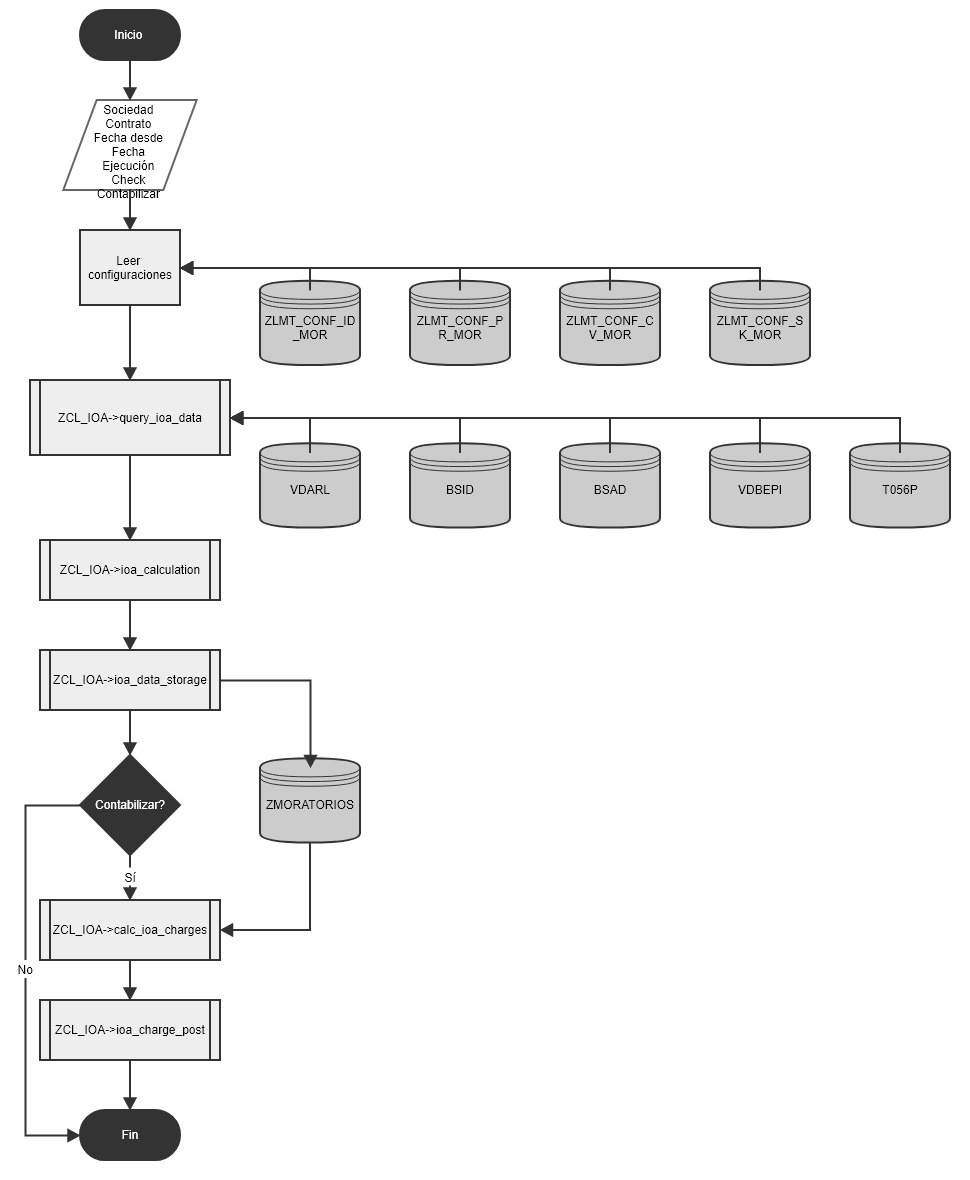 Inicio
Sociedad
Contrato
Fecha desde
Fecha
Ejecución
Check
Contabilizar
Leer
configuraciones
ZLMT_CONF_ID
_MOR
ZLMT_CONF_P
R_MOR
ZLMT_CONF_C
V_MOR
ZLMT_CONF_S
K_MOR
ZCL_IOA->query_ioa_data
VDARL
BSID
BSAD
VDBEPI
T056P
ZCL_IOA->ioa_calculation
ZCL_IOA->ioa_data_storage
Contabilizar?
ZMORATORIOS
Sí
ZCL_IOA->calc_ioa_charges
No
ZCL_IOA->ioa_charge_post
Fin